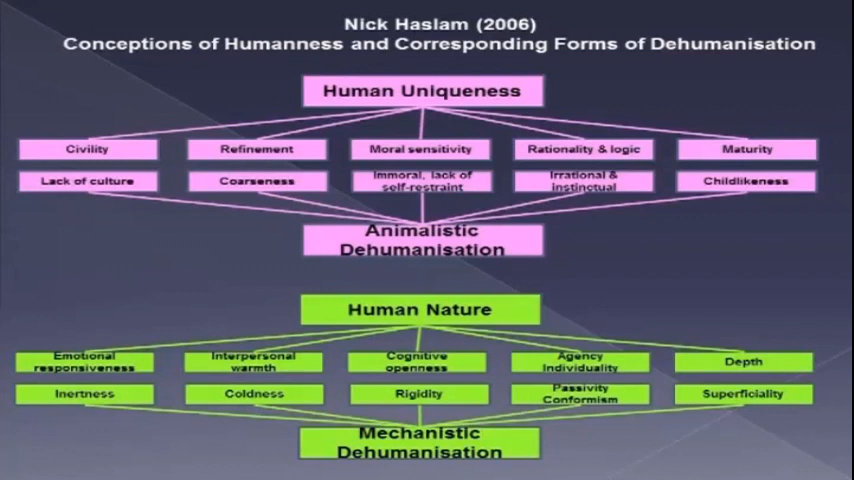 Nick Haslam (2006)
Conceptions of Humanness and Corresponding Forms of Dehumanisation
Human Uniqueness
Civility
Refinement
Moral sensitivity
Rationality & logic
Maturity
Lack of culture
Coarseness
Immoral, lack of
self-restraint
Irrational &
instinctual
Childlikeness
Animalistic
Dehumanisation
Human Nature
Emotional
responsiveness
Interpersonal
warmth
Cognitive
openness
Agency
Individuality
Depth
Inertness
Coldness
Rigidity
Passivity
Conformism
Superficiality
Mechanistic
Dehumanisation